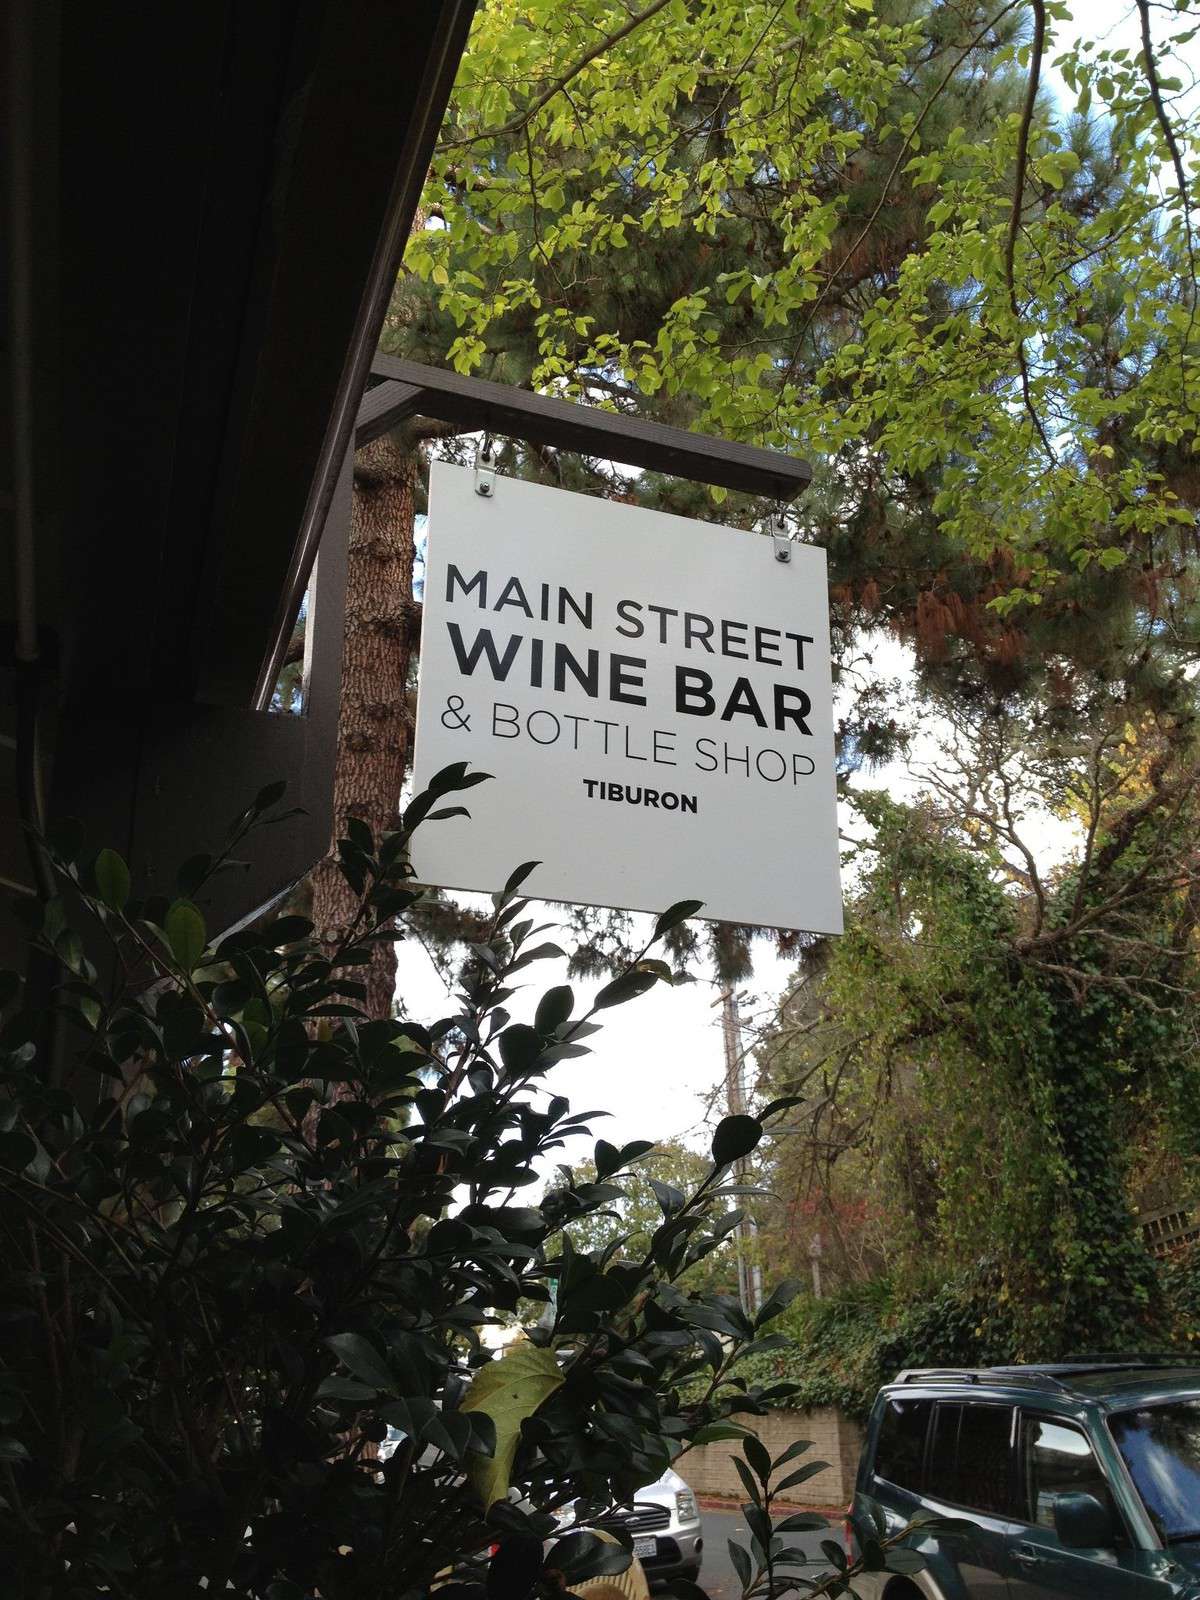 MAIN STREET
WINE BAR
& BOTTLE SHOP
TIBURON